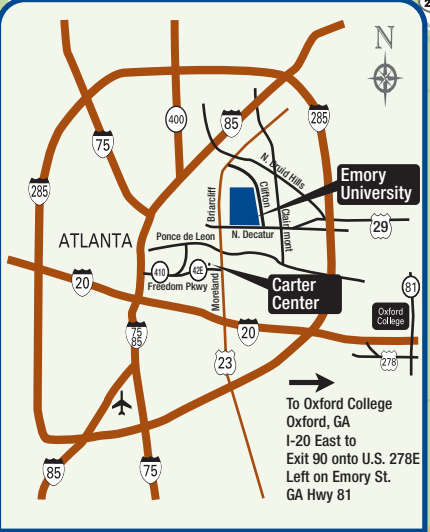 2
N
400
85
75
285
285
N. Druid Hills
Emory
University
Briarcliff
Clifton
Clairmont
29
N. Decatur
ATLANTA
Ponce de Leon
410
42E
Freedom Pkwy
Moreland
Carter
Center
20
81
Oxford
College
75
85
20
23
278
To Oxford College
Oxford, GA
I-20 East to
Exit 90 onto U.S. 278E
Left on Emory St.
GA Hwy 81
85
75